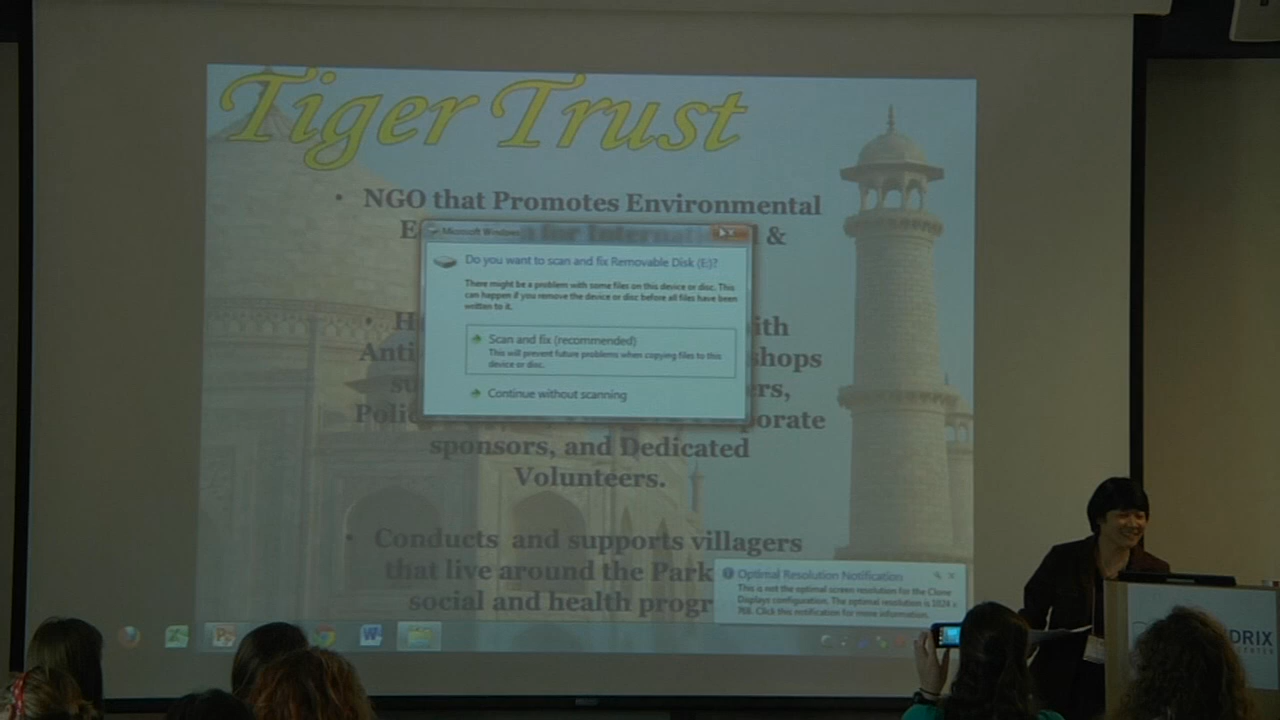 Tiger Trust
• NGO that Promotes Environmental
&
Microsoft Windows
Do you want to scan and fix Removable Disk (E:)?
There might be a problem with some files on this device or disc. This
can happen if you remove the device or disc before all files have been
written to it.
Scan and fix (recommended)
This will prevent future problems when copying files to this
device or disc.
Continue without scanning
sponsors, and Dedicated
Volunteers.
• Conducts and supports villagers
that live around the Park
social and health progr
Optimal Resolution Notification
This is not the optimal screen resolution for the Clone
Displays configuration. The optimal resolution is 1024 x
768. Click this notification for more information.
DRIX
CENTER